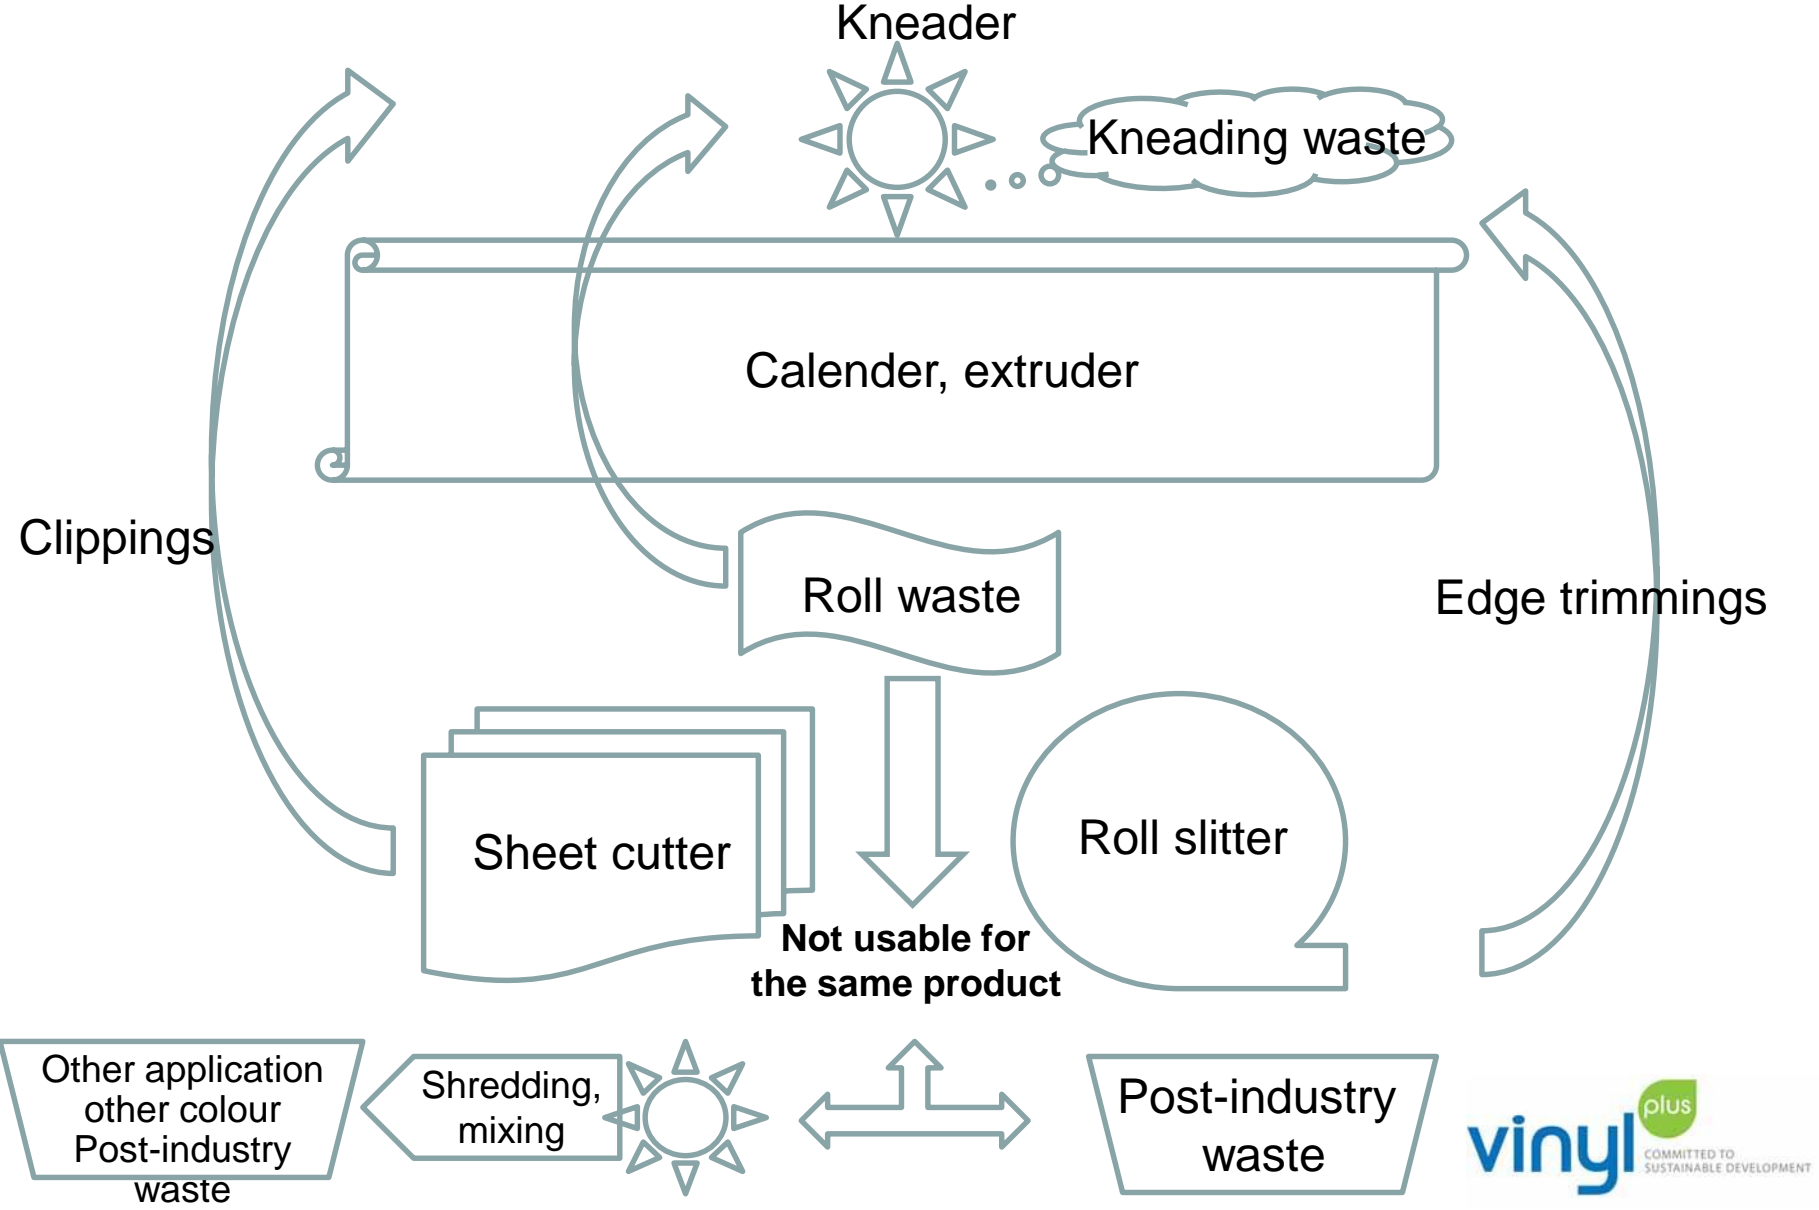 Kneader
Kneading waste
Calender, extruder
Clippings
Roll waste
Edge trimmings
Sheet cutter
Roll slitter
Not usable for
the same product
Other application
other colour
Post-industry
waste
Shredding,
mixing
Post-industry
waste
vinyl plus
COMMITTED TO
SUSTAINABLE DEVELOPMENT